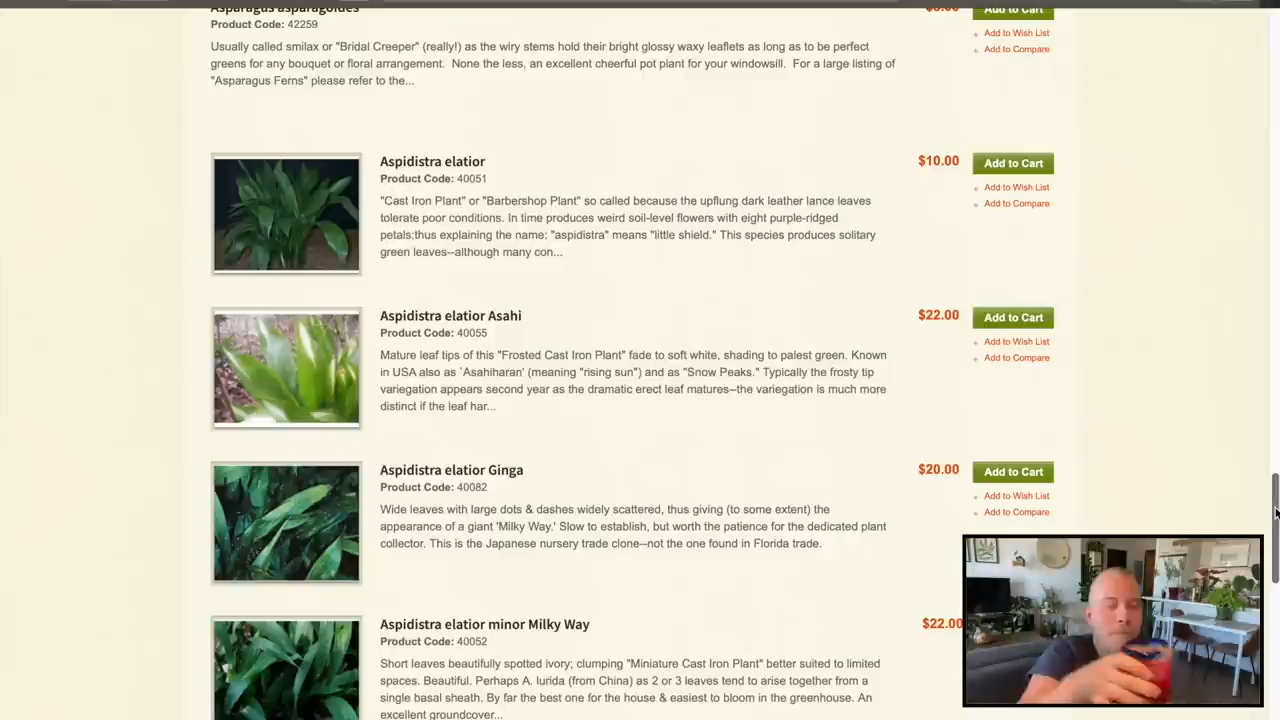 Asparagus asparagoides
$8.00
Add to Cart
Product Code: 42259
Add to Wish List
Usually called smilax or "Bridal Creeper" (really!) as the wiry stems hold their bright glossy waxy leaflets as long as to be perfect
Add to Compare
greens for any bouquet or floral arrangement.  None the less, an excellent cheerful pot plant for your windowsill.  For a large listing of
"Asparagus Ferns" please refer to the...
Aspidistra elatior
$10.00
Add to Cart
Product Code: 40051
Add to Wish List
"Cast Iron Plant" or "Barbershop Plant" so called because the upflung dark leather lance leaves
Add to Compare
tolerate poor conditions. In time produces weird soil-level flowers with eight purple-ridged
petals:thus explaining the name: "aspidistra" means "little shield." This species produces solitary
green leaves--although many con...
Aspidistra elatior Asahi
$22.00
Add to Cart
Product Code: 40055
Add to Wish List
Mature leaf tips of this "Frosted Cast Iron Plant" fade to soft white, shading to palest green. Known
Add to Compare
in USA also as `Asahiharan' (meaning "rising sun") and as "Snow Peaks." Typically the frosty tip
variegation appears second year as the dramatic erect leaf matures--the variegation is much more
distinct if the leaf har...
Aspidistra elatior Ginga
$20.00
Add to Cart
Product Code: 40082
Add to Wish List
Wide leaves with large dots & dashes widely scattered, thus giving (to some extent) the
Add to Compare
appearance of a giant 'Milky Way.' Slow to establish, but worth the patience for the dedicated plant
collector. This is the Japanese nursery trade clone--not the one found in Florida trade.
Aspidistra elatior minor Milky Way
$22.00
Product Code: 40052
Short leaves beautifully spotted ivory; clumping "Miniature Cast Iron Plant" better suited to limited
spaces. Beautiful. Perhaps A. lurida (from China) as 2 or 3 leaves tend to arise together from a
single basal sheath. By far the best one for the house & easiest to bloom in the greenhouse. An
excellent groundcover...